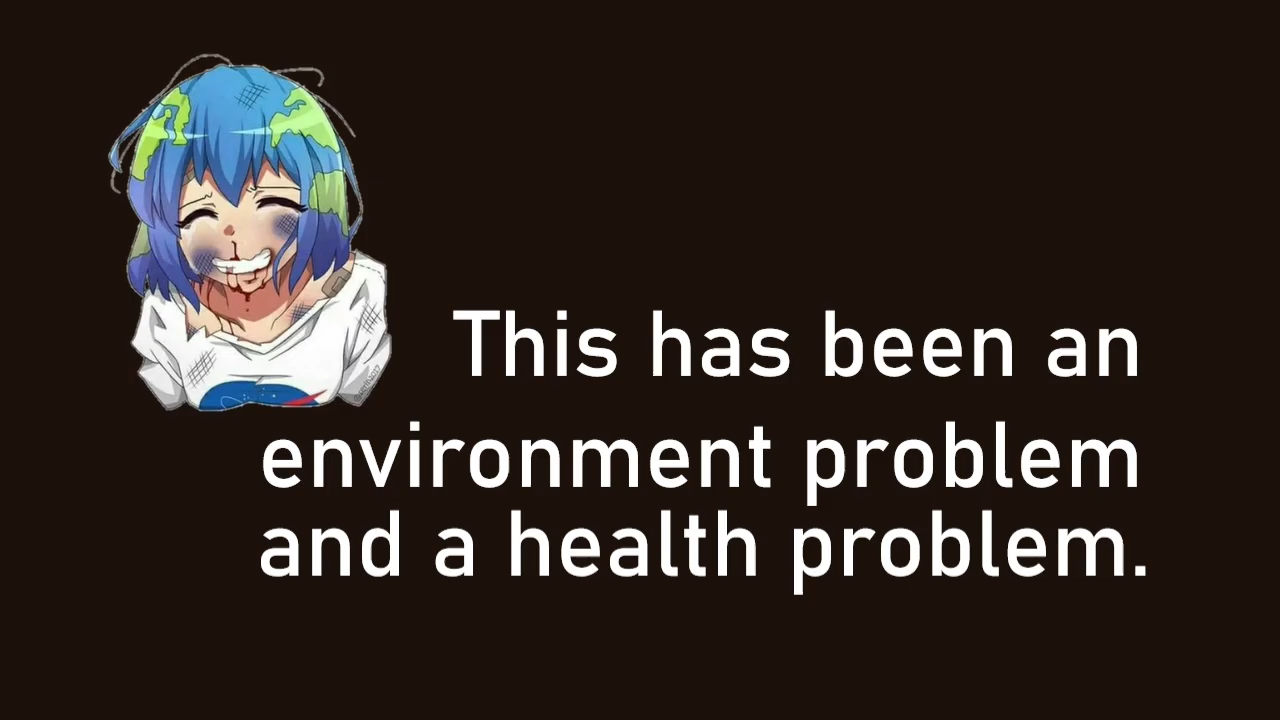 This has been an
environment problem
and a health problem.